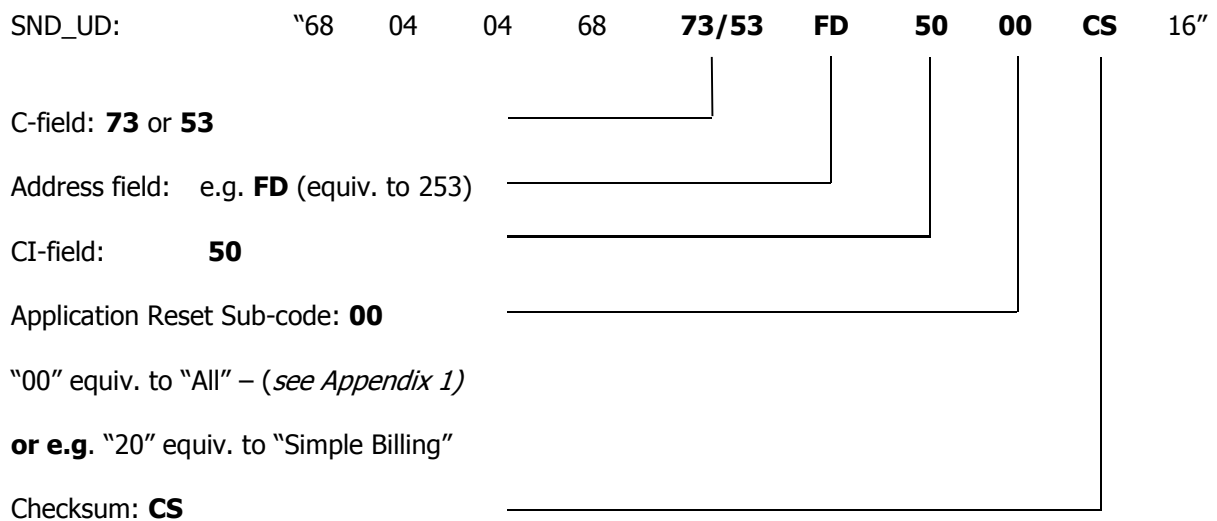 SND_UD: “68 04 04 68 73/53 FD 50 00 CS 16”
C-field: 73 or 53
Address field: e.g. FD (equiv. to 253)
CI-field: 50
Application Reset Sub-code: 00
“00” equiv. to “All” – (see Appendix 1)
or e.g. “20” equiv. to “Simple Billing”
Checksum: CS